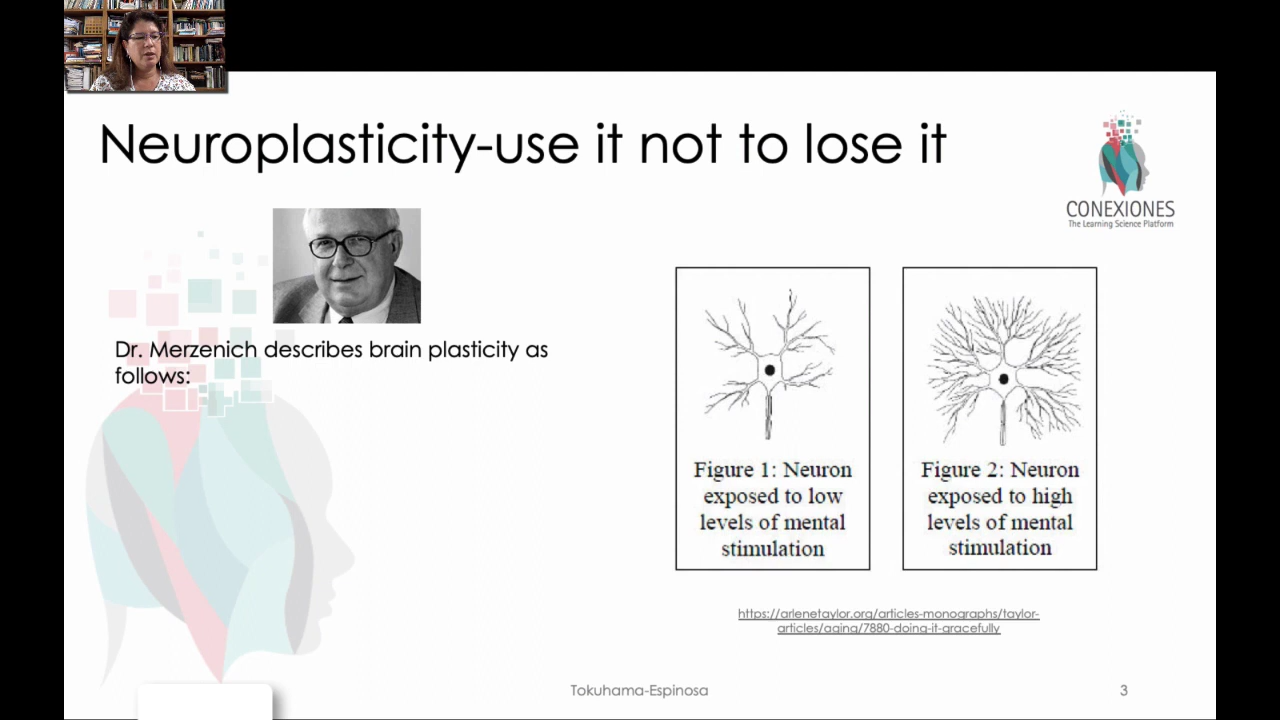 Neuroplasticity-use it not to lose it
CONEXIONES
The Learning Science Platform
Dr. Merzenich describes brain plasticity as
follows:
Figure 1: Neuron
exposed to low
levels of mental
stimulation
Figure 2: Neuron
exposed to high
levels of mental
stimulation
https://arlenetaylor.org/articles-monographs/taylor-
articles/aging/7880-doing-it-gracefully
Tokuhama-Espinosa
3